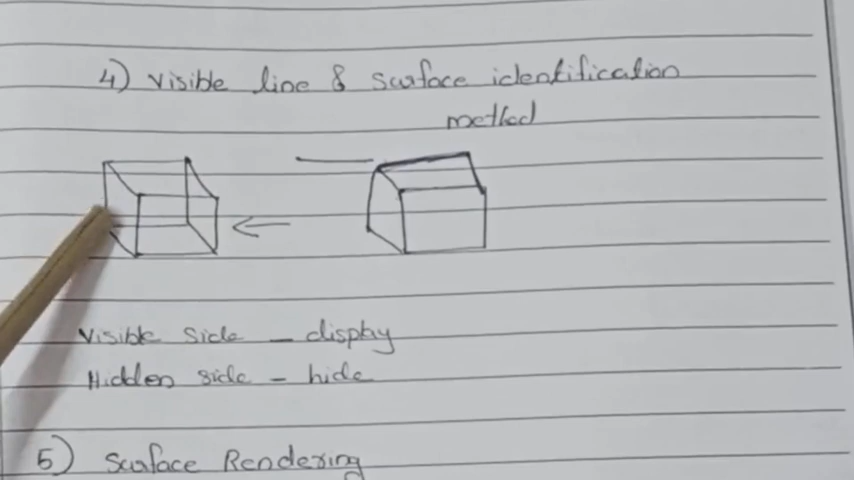 4) Visible line & surface identification
method
Visible side - display
Hidden side - hide
5) Surface Rendering